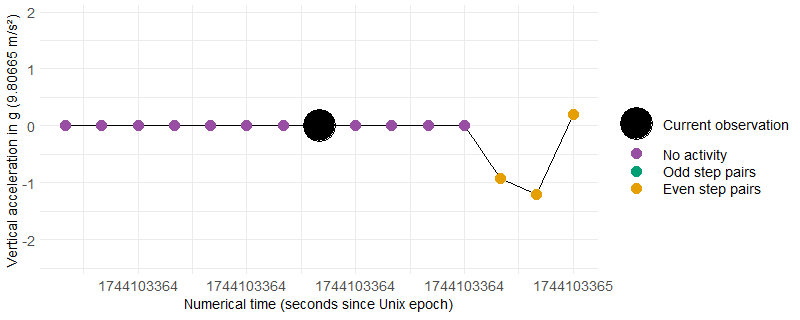 Vertical acceleration in g (9.80665 m/s²)
2
1
0
-1
-2
1744103364
1744103364
1744103364
1744103364
1744103365
Numerical time (seconds since Unix epoch)
Current observation
No activity
Odd step pairs
Even step pairs